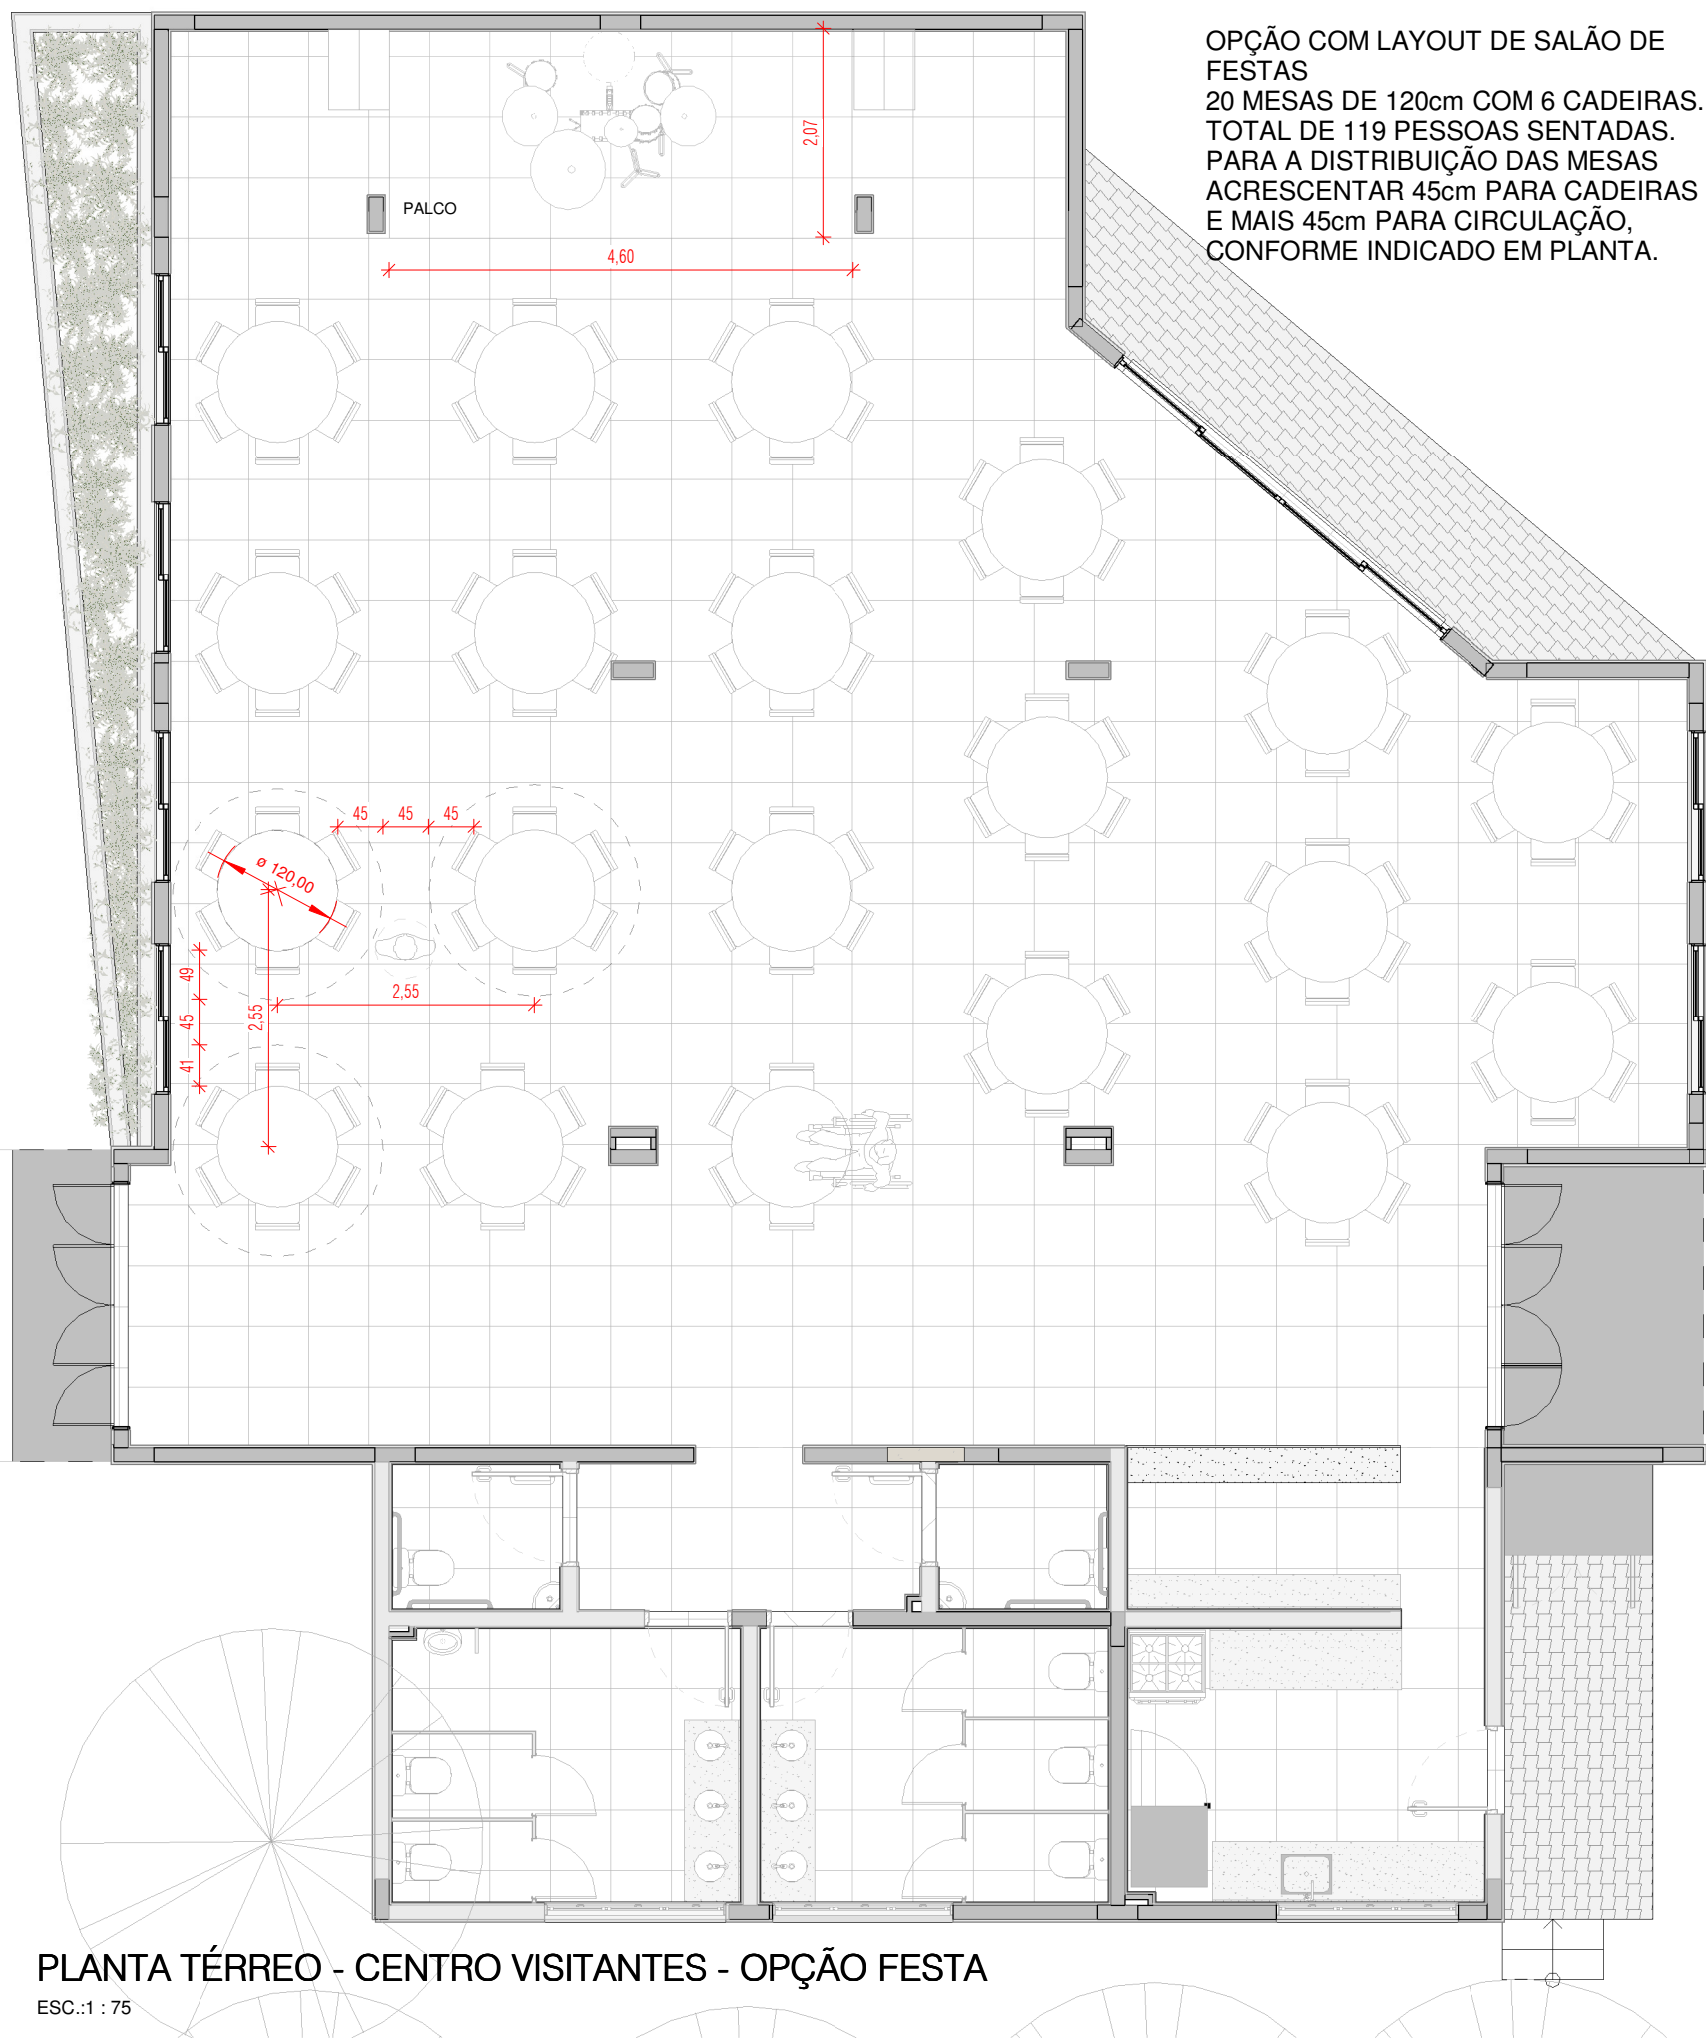 OPÇÃO COM LAYOUT DE SALÃO DE
FESTAS
20 MESAS DE 120cm COM 6 CADEIRAS.
TOTAL DE 119 PESSOAS SENTADAS.
PARA A DISTRIBUIÇÃO DAS MESAS
ACRESCENTAR 45cm PARA CADEIRAS
E MAIS 45cm PARA CIRCULAÇÃO,
CONFORME INDICADO EM PLANTA.
2,07
PALCO
4,60
45
45
45
ø 120,00
49
45
41
2,55
2,55
PLANTA TÉRREO - CENTRO VISITANTES - OPÇÃO FESTA
ESC.:1 : 75